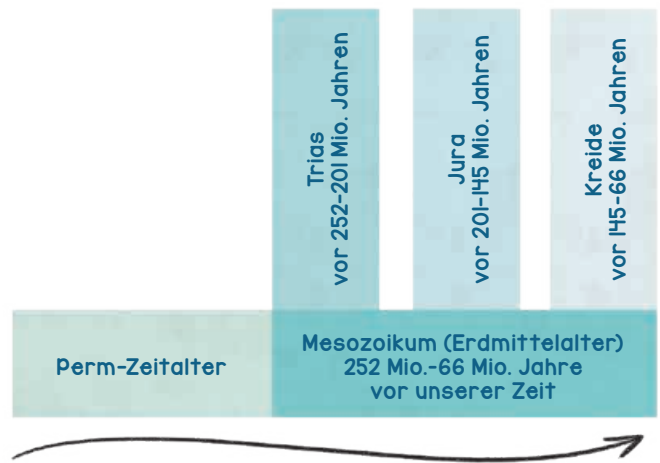 Trias
vor 252-201 Mio. Jahren
Jura
vor 201-145 Mio. Jahren
Kreide
vor 145-66 Mio. Jahren
Perm-Zeitalter
Mesozoikum (Erdmittelalter)
252 Mio.-66 Mio. Jahre
vor unserer Zeit